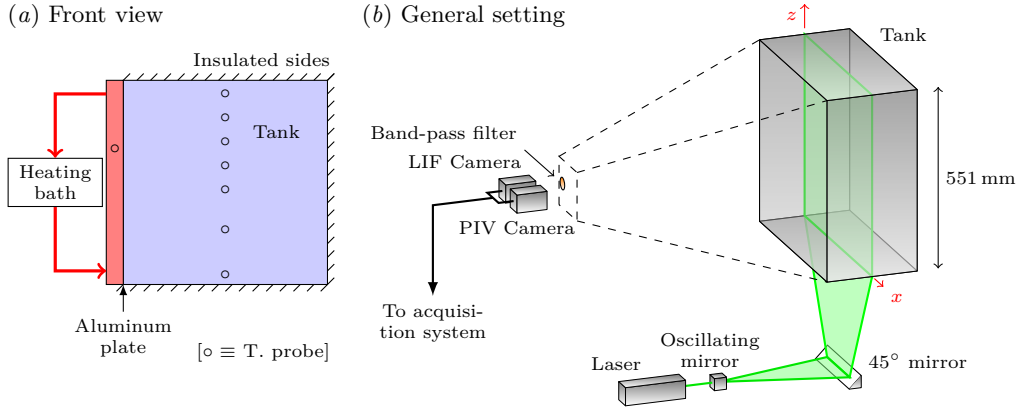 (a) Front view
Insulated sides
Tank
Heating
bath
Aluminum
plate
[○ ≡ T. probe]
(b) General setting
z
Tank
Band-pass filter
LIF Camera
PIV Camera
551 mm
x
To acquisi-
tion system
Oscillating
mirror
Laser
45° mirror